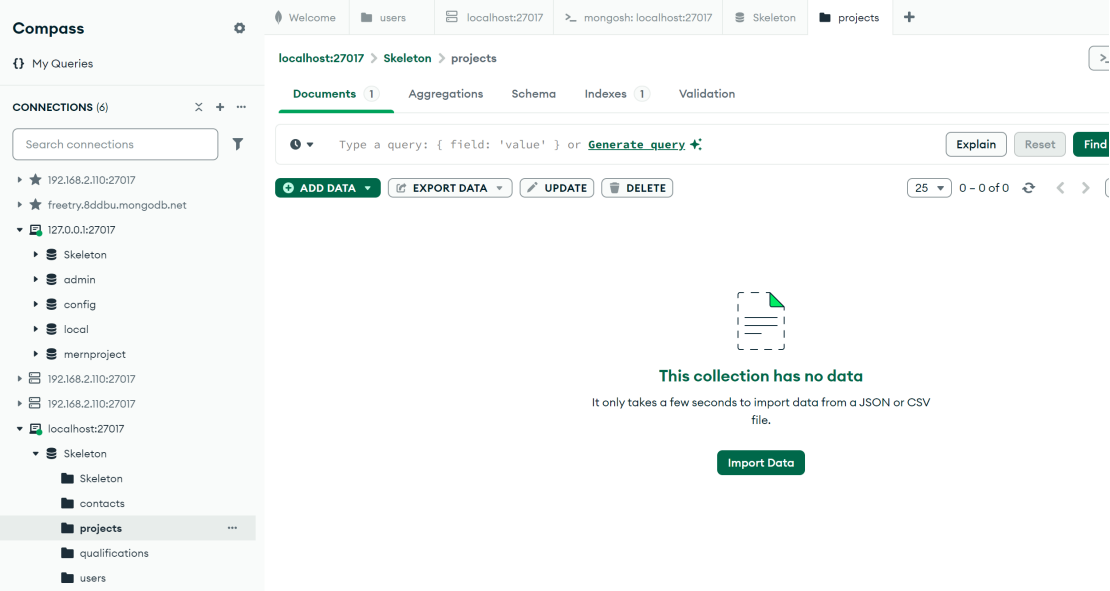 Compass
My Queries
CONNECTIONS (6)
Search connections
192.168.2.110:27017
freetry.8ddbu.mongodb.net
127.0.0.1:27017
Skeleton
admin
config
local
mernproject
192.168.2.110:27017
192.168.2.110:27017
localhost:27017
Skeleton
Skeleton
contacts
projects
qualifications
users
Welcome users localhost:27017 >_ mongosh: localhost:27017 Skeleton projects +
localhost:27017 > Skeleton > projects
Documents 1 Aggregations Schema Indexes 1 Validation
Type a query: { field: 'value' } or Generate query
Explain Reset Find
ADD DATA EXPORT DATA UPDATE DELETE
25 0 – 0 of 0
This collection has no data
It only takes a few seconds to import data from a JSON or CSV
file.
Import Data